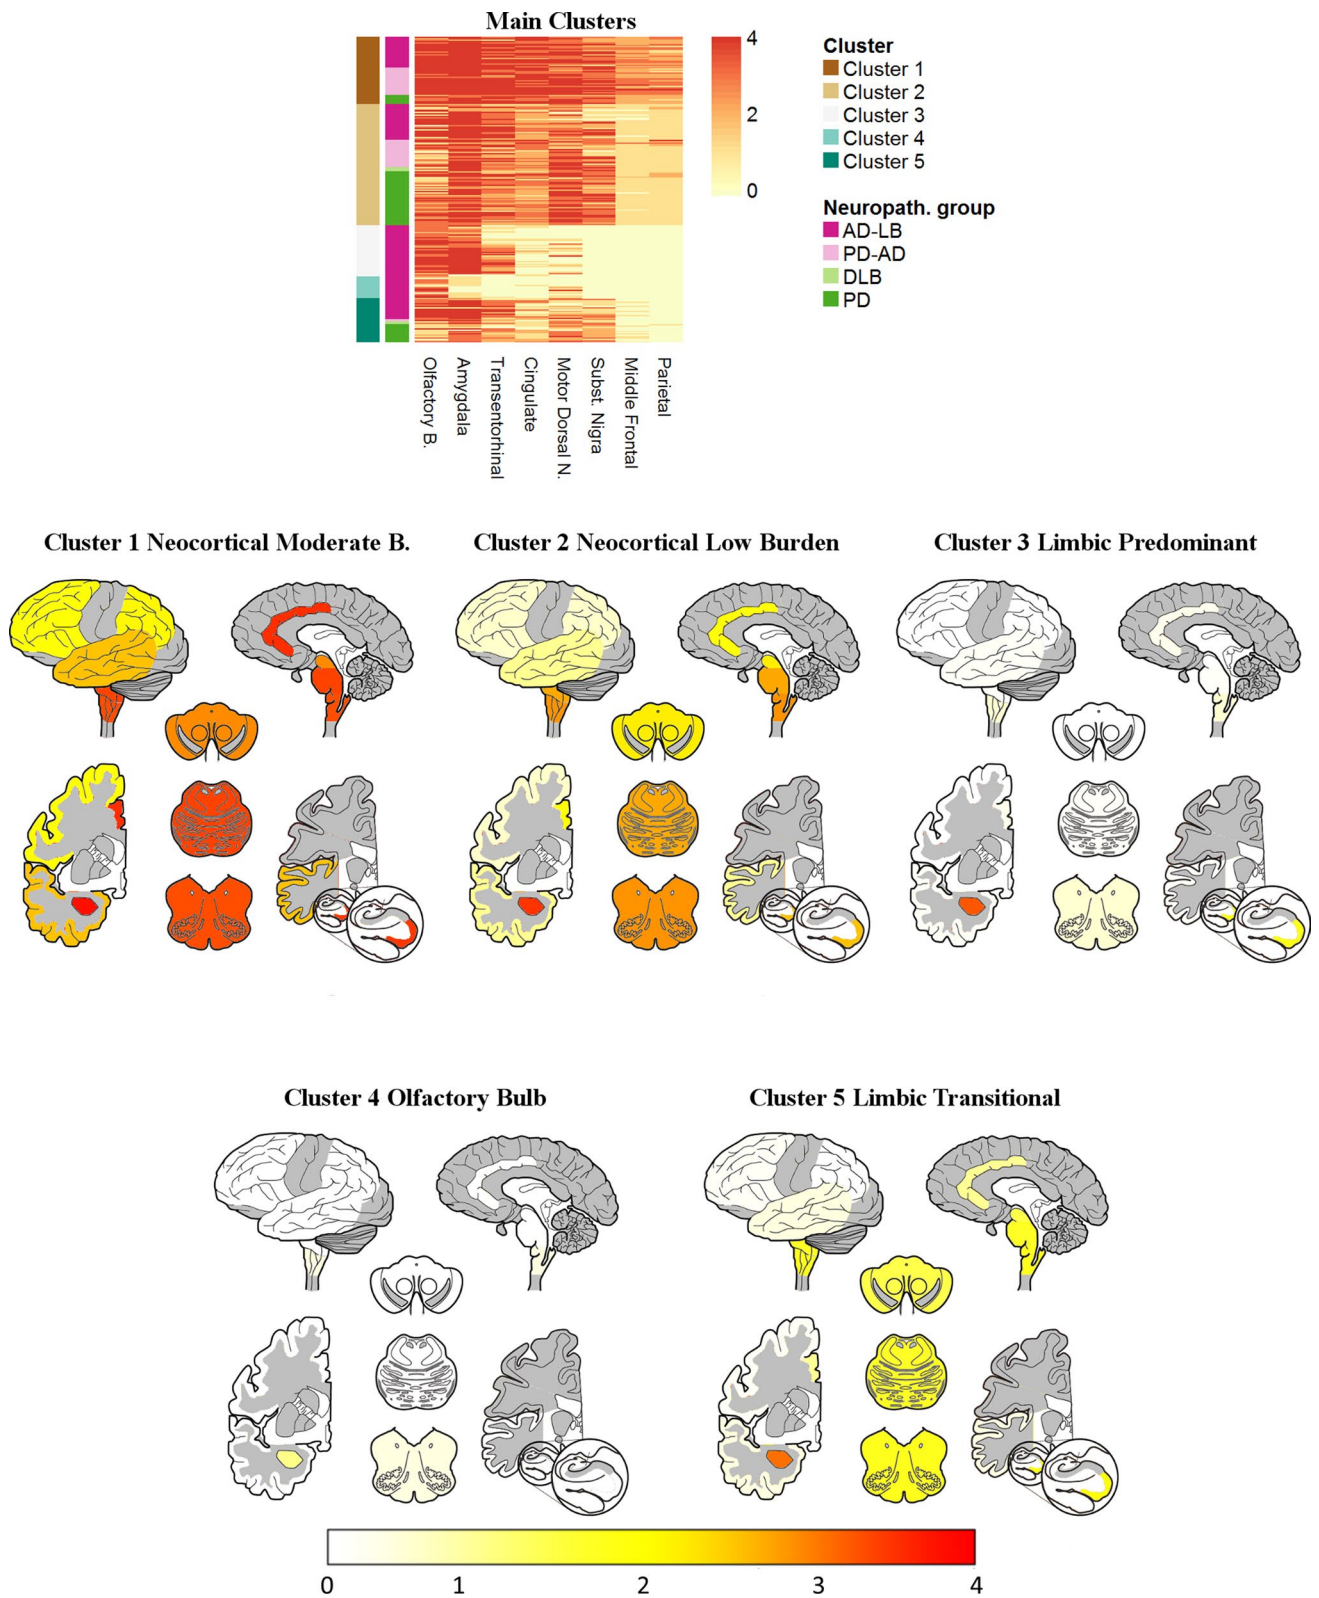 Main Clusters
4
2
0
Cluster
Cluster 1
Cluster 2
Cluster 3
Cluster 4
Cluster 5
Neuropath. group
AD-LB
PD-AD
DLB
PD
Olfactory B.
Amygdala
Transentorhinal
Cingulate
Motor Dorsal N.
Subst. Nigra
Middle Frontal
Parietal
Cluster 1 Neocortical Moderate B.
Cluster 2 Neocortical Low Burden
Cluster 3 Limbic Predominant
Cluster 4 Olfactory Bulb
Cluster 5 Limbic Transitional
0 1 2 3 4